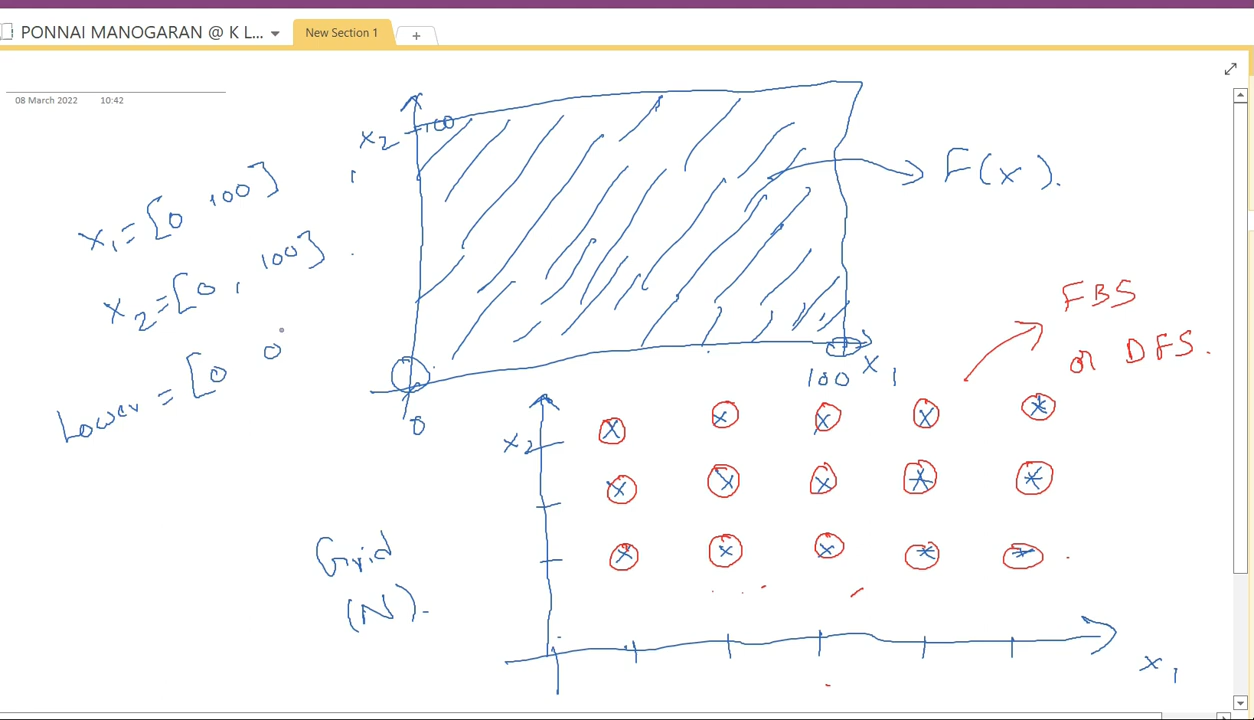 PONNAI MANOGARAN @ K L...
New Section 1
+
08 March 2022 10:42
x2
100
x1 = [0 100]
,
F(x).
x2 = [0, 100]
.
Lower = [0 0
0
100 x1
FBS
or DFS.
x2
Grid
(N).
x1